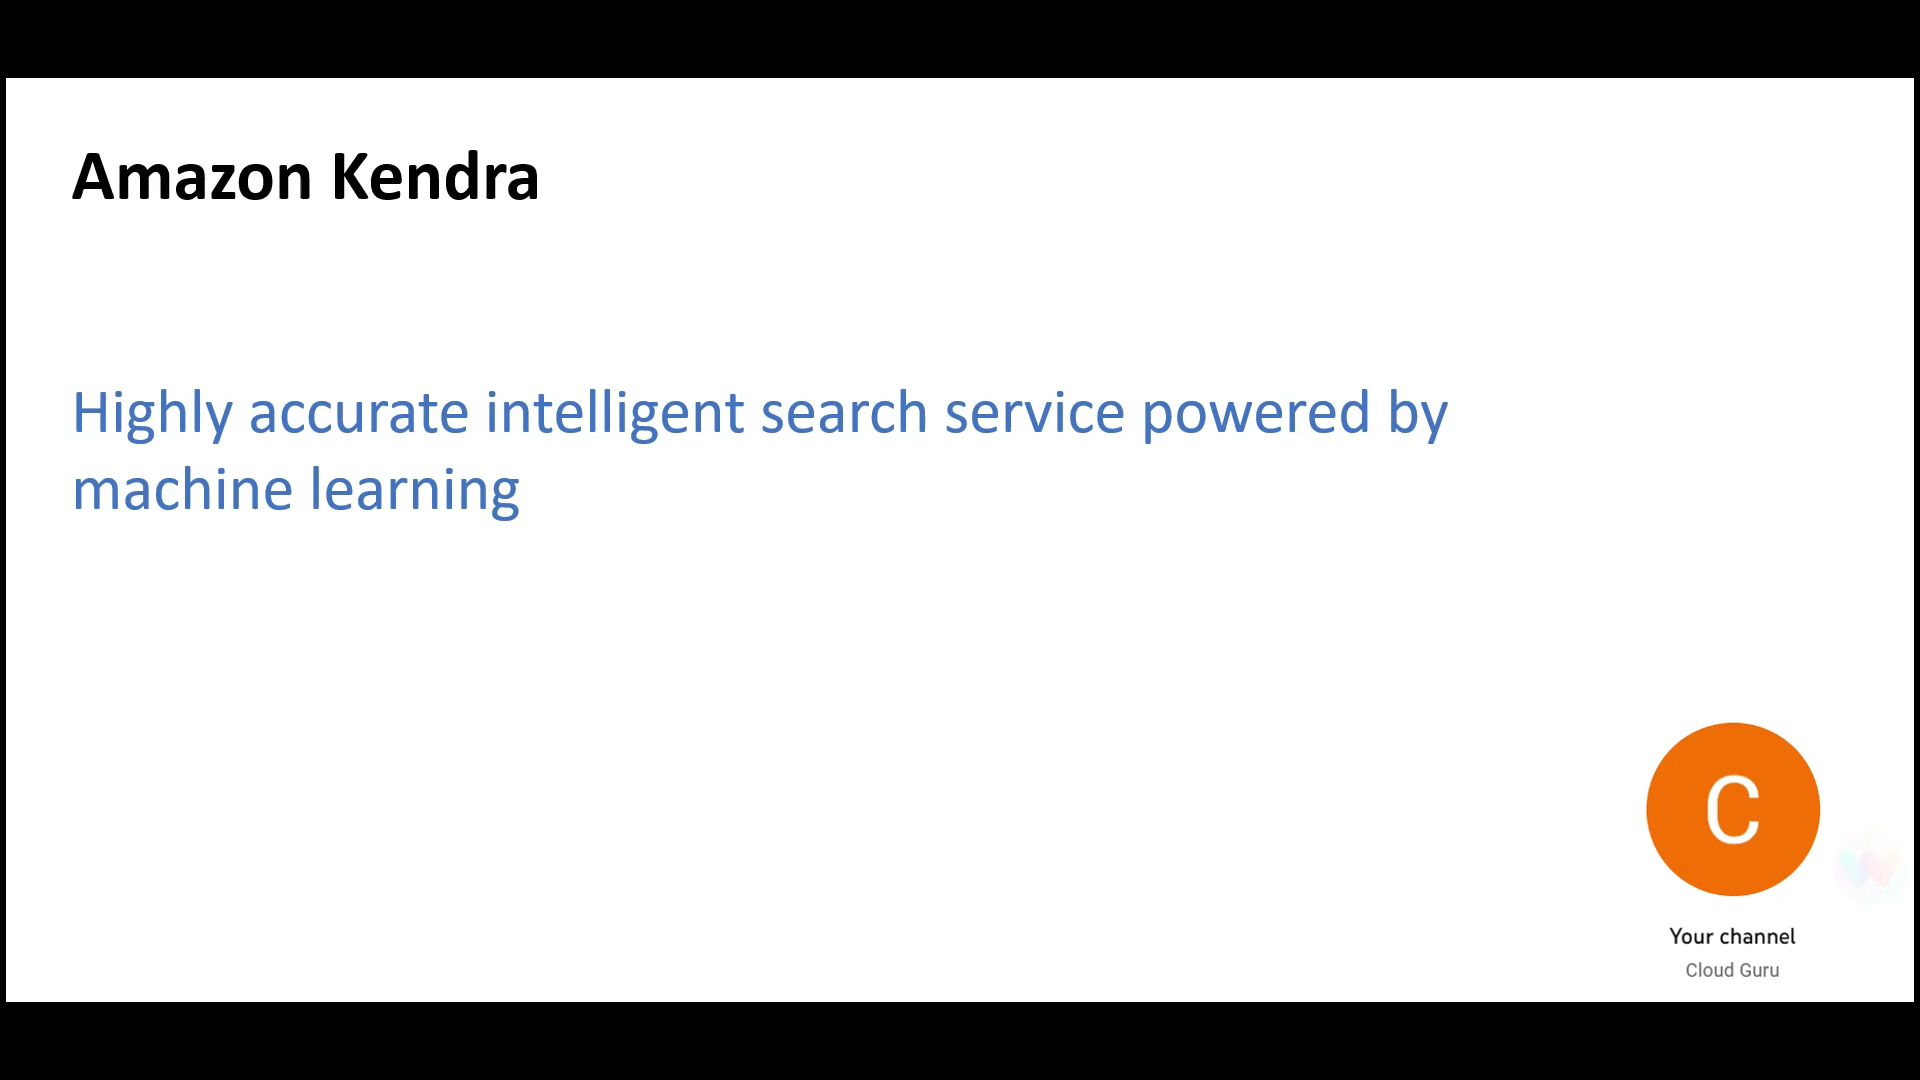 Amazon Kendra
Highly accurate intelligent search service powered by
machine learning
C
Your channel
Cloud Guru